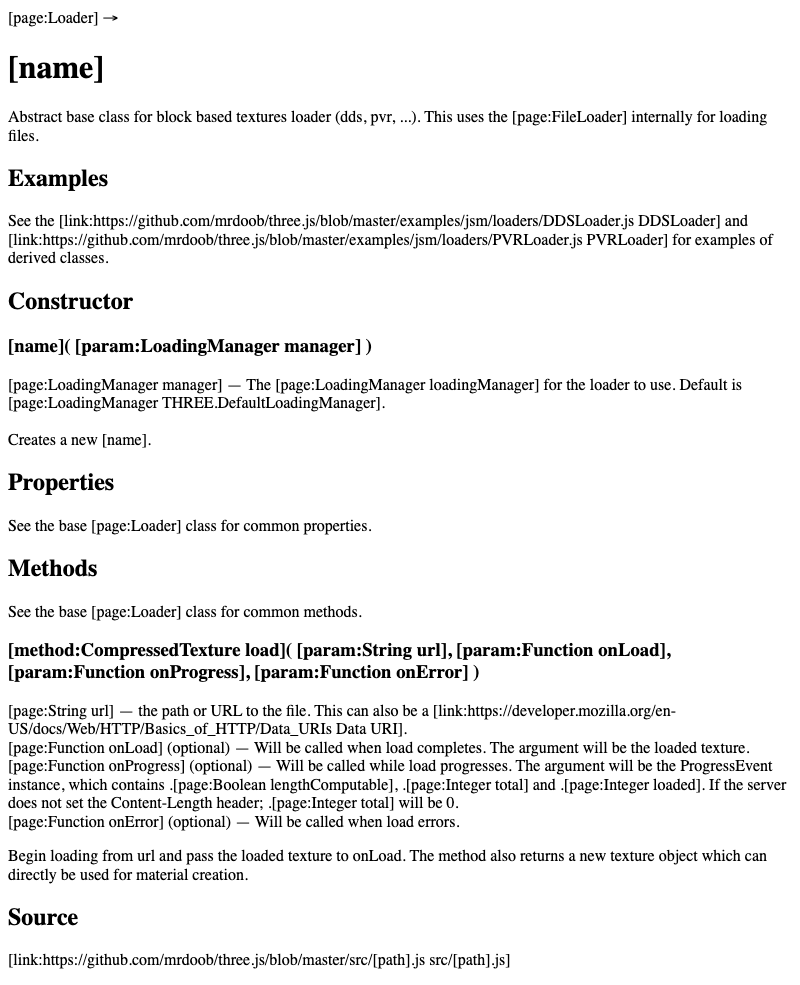 [page:Loader] →
[name]
Abstract base class for block based textures loader (dds, pvr, ...). This uses the [page:FileLoader] internally for loading
files.
Examples
See the [link:https://github.com/mrdoob/three.js/blob/master/examples/jsm/loaders/DDSLoader.js DDSLoader] and
[link:https://github.com/mrdoob/three.js/blob/master/examples/jsm/loaders/PVRLoader.js PVRLoader] for examples of
derived classes.
Constructor
[name]( [param:LoadingManager manager] )
[page:LoadingManager manager] — The [page:LoadingManager loadingManager] for the loader to use. Default is
[page:LoadingManager THREE.DefaultLoadingManager].
Creates a new [name].
Properties
See the base [page:Loader] class for common properties.
Methods
See the base [page:Loader] class for common methods.
[method:CompressedTexture load]( [param:String url], [param:Function onLoad],
[param:Function onProgress], [param:Function onError] )
[page:String url] — the path or URL to the file. This can also be a [link:https://developer.mozilla.org/en-
US/docs/Web/HTTP/Basics_of_HTTP/Data_URIs Data URI].
[page:Function onLoad] (optional) — Will be called when load completes. The argument will be the loaded texture.
[page:Function onProgress] (optional) — Will be called while load progresses. The argument will be the ProgressEvent
instance, which contains .[page:Boolean lengthComputable], .[page:Integer total] and .[page:Integer loaded]. If the server
does not set the Content-Length header; .[page:Integer total] will be 0.
[page:Function onError] (optional) — Will be called when load errors.
Begin loading from url and pass the loaded texture to onLoad. The method also returns a new texture object which can
directly be used for material creation.
Source
[link:https://github.com/mrdoob/three.js/blob/master/src/[path].js src/[path].js]